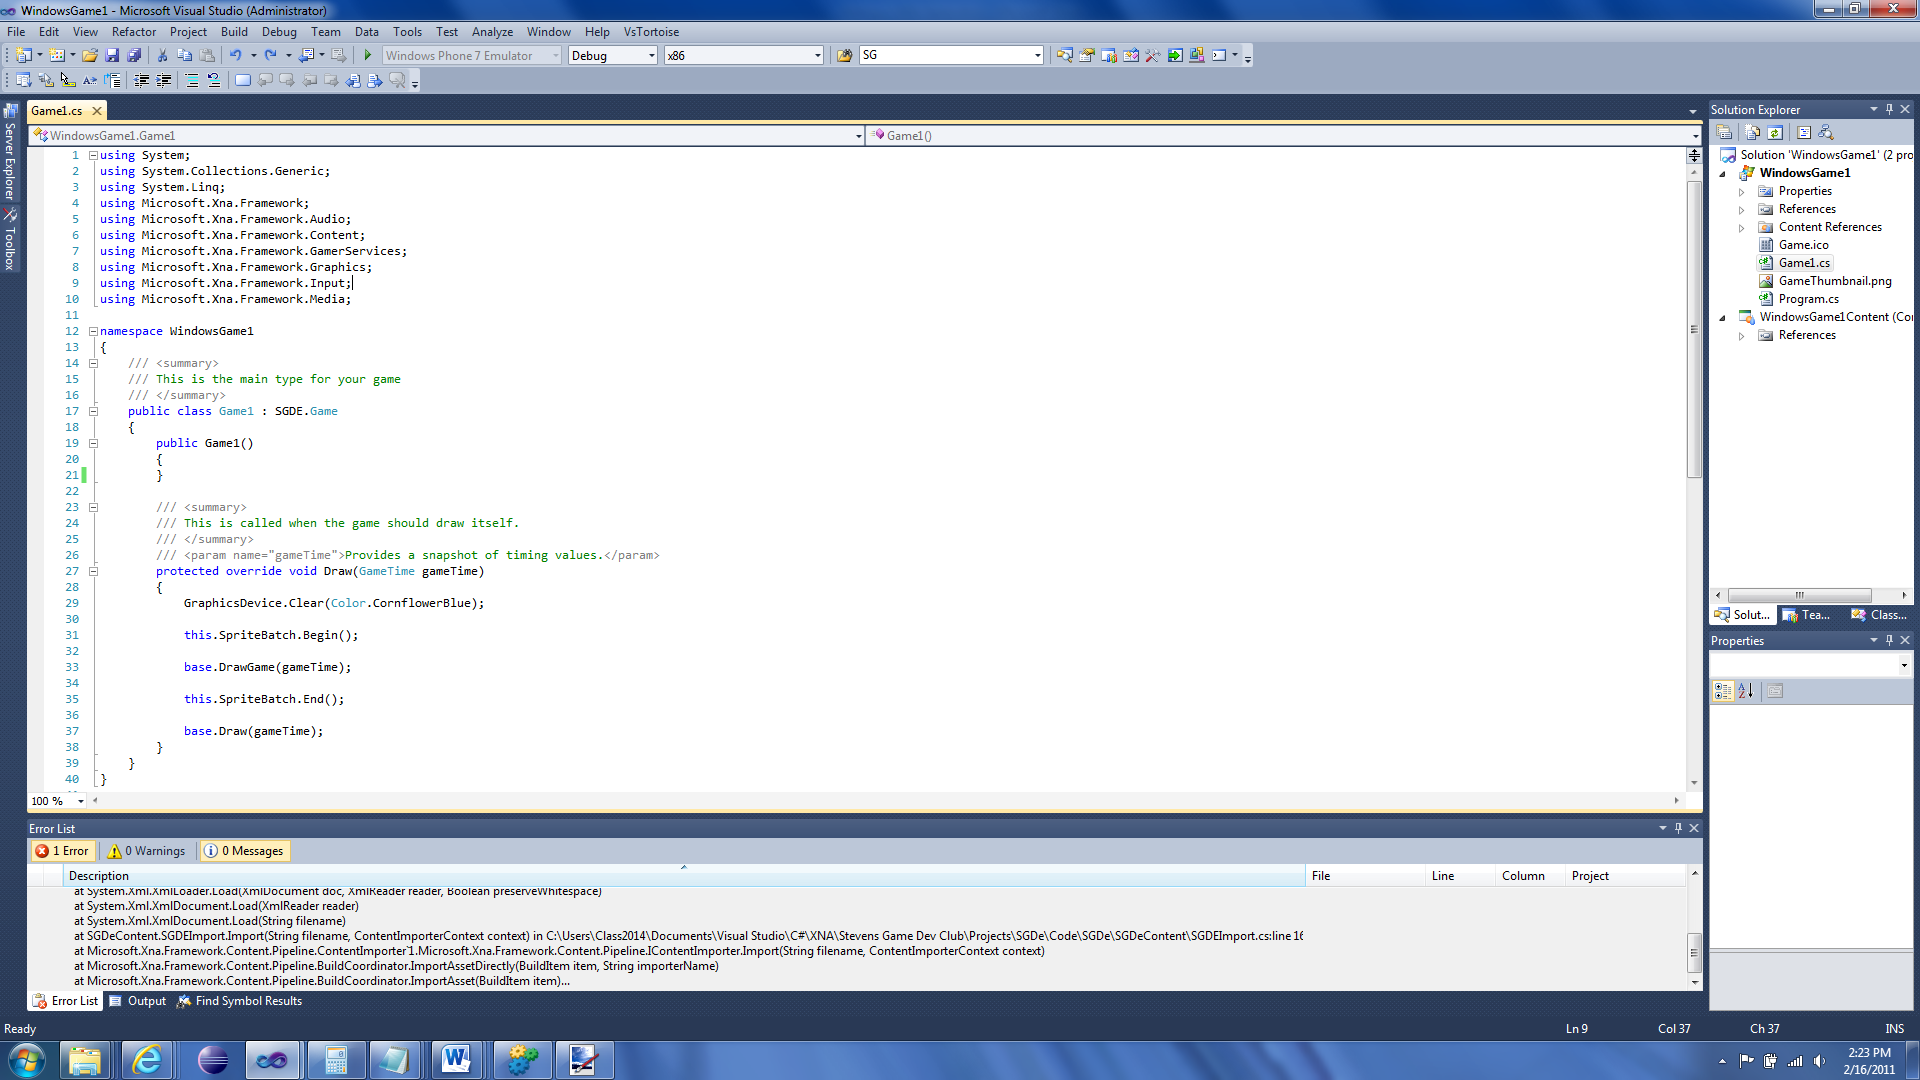 WindowsGame1 - Microsoft Visual Studio (Administrator)
File Edit View Refactor Project Build Debug Team Data Tools Test Analyze Window Help VsTortoise
Windows Phone 7 Emulator Debug x86 SG
Game1.cs
WindowsGame1.Game1 Game1()
Server Explorer
Toolbox
1 using System;
2 using System.Collections.Generic;
3 using System.Linq;
4 using Microsoft.Xna.Framework;
5 using Microsoft.Xna.Framework.Audio;
6 using Microsoft.Xna.Framework.Content;
7 using Microsoft.Xna.Framework.GamerServices;
8 using Microsoft.Xna.Framework.Graphics;
9 using Microsoft.Xna.Framework.Input;
10 using Microsoft.Xna.Framework.Media;
11
12 namespace WindowsGame1
13 {
14 /// <summary>
15 /// This is the main type for your game
16 /// </summary>
17 public class Game1 : SGDE.Game
18 {
19 public Game1()
20 {
21 }
22
23 /// <summary>
24 /// This is called when the game should draw itself.
25 /// </summary>
26 /// <param name="gameTime">Provides a snapshot of timing values.</param>
27 protected override void Draw(GameTime gameTime)
28 {
29 GraphicsDevice.Clear(Color.CornflowerBlue);
30
31 this.SpriteBatch.Begin();
32
33 base.DrawGame(gameTime);
34
35 this.SpriteBatch.End();
36
37 base.Draw(gameTime);
38 }
39 }
40 }
100 %
Solution Explorer
Solution 'WindowsGame1' (2 pro
WindowsGame1
Properties
References
Content References
Game.ico
Game1.cs
GameThumbnail.png
Program.cs
WindowsGame1Content (Co
References
Solut... Tea... Class...
Properties
Error List
1 Error 0 Warnings 0 Messages
Description File Line Column Project
at System.Xml.XmlLoader.Load(XmlDocument doc, XmlReader reader, Boolean preserveWhitespace)
at System.Xml.XmlDocument.Load(XmlReader reader)
at System.Xml.XmlDocument.Load(String filename)
at SGDeContent.SGDEImport.Import(String filename, ContentImporterContext context) in C:\Users\Class2014\Documents\Visual Studio\C#\XNA\Stevens Game Dev Club\Projects\SGDe\Code\SGDe\SGDeContent\SGDEImport.cs:line 16
at Microsoft.Xna.Framework.Content.Pipeline.ContentImporter`1.Microsoft.Xna.Framework.Content.Pipeline.IContentImporter.Import(String filename, ContentImporterContext context)
at Microsoft.Xna.Framework.Content.Pipeline.BuildCoordinator.ImportAssetDirectly(BuildItem item, String importerName)
at Microsoft.Xna.Framework.Content.Pipeline.BuildCoordinator.ImportAsset(BuildItem item)...
Error List Output Find Symbol Results
Ready Ln 9 Col 37 Ch 37 INS
2:23 PM
2/16/2011